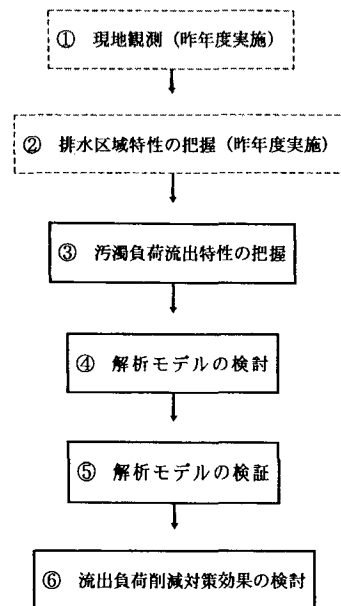 ① 現地観測（昨年度実施）
② 排水区域特性の把握（昨年度実施）
③ 汚濁負荷流出特性の把握
④ 解析モデルの検討
⑤ 解析モデルの検証
⑥ 流出負荷削減対策効果の検討